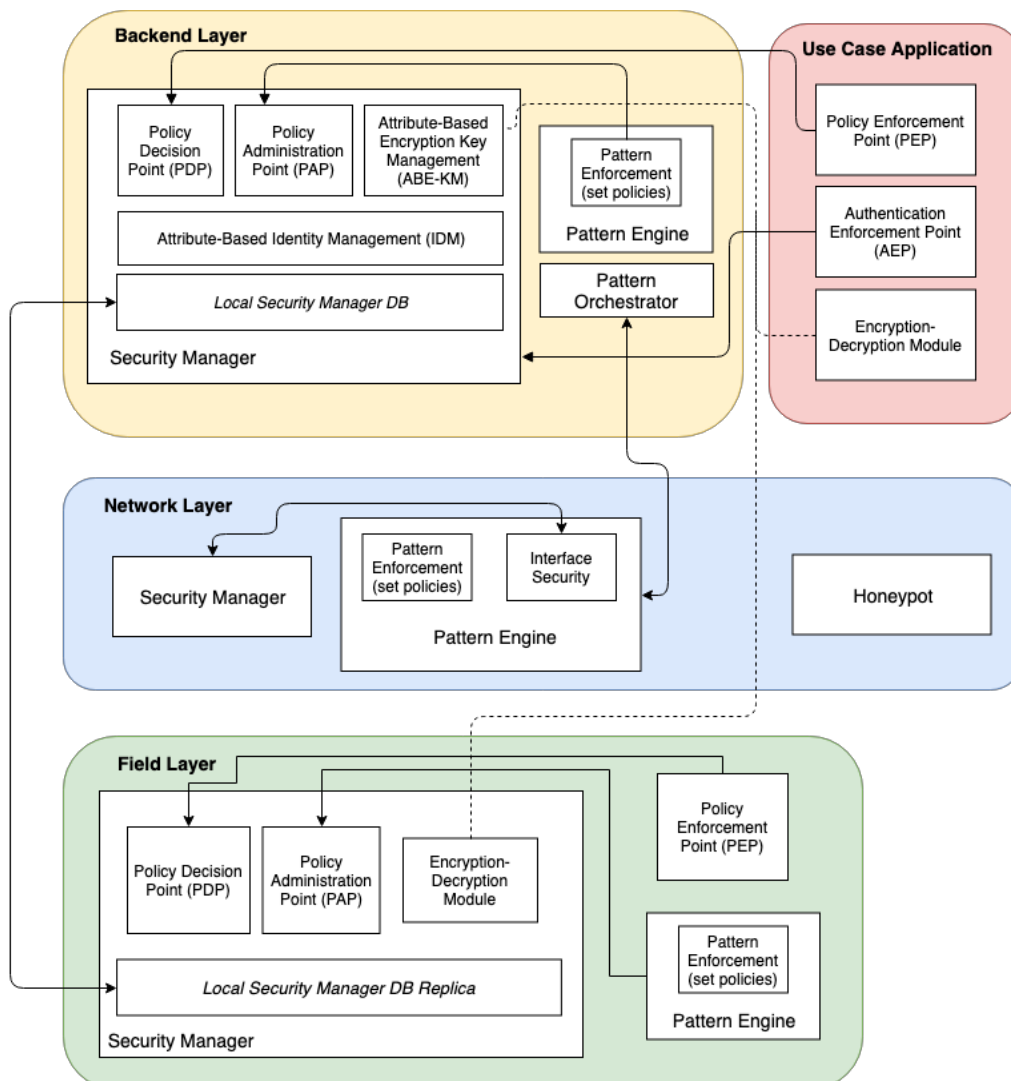 Backend Layer
Use Case Application
Policy
Decision
Point (PDP)
Policy
Administration
Point (PAP)
Attribute-Based
Encryption Key
Management
(ABE-KM)
Pattern
Enforcement
(set policies)
Pattern Engine
Attribute-Based Identity Management (IDM)
Pattern
Orchestrator
Local Security Manager DB
Security Manager
Policy Enforcement
Point (PEP)
Authentication
Enforcement Point
(AEP)
Encryption-
Decryption Module
Network Layer
Security Manager
Pattern
Enforcement
(set policies)
Interface
Security
Pattern Engine
Honeypot
Field Layer
Policy Decision
Point (PDP)
Policy
Administration
Point (PAP)
Encryption-
Decryption
Module
Local Security Manager DB Replica
Security Manager
Policy
Enforcement
Point (PEP)
Pattern
Enforcement
(set policies)
Pattern Engine